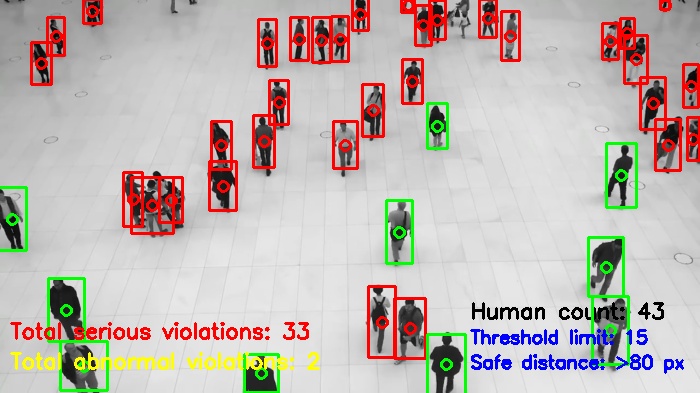 Human count: 43
Total serious violations: 33
Threshold limit: 15
Total abnormal violations: 2
Safe distance: >80 px